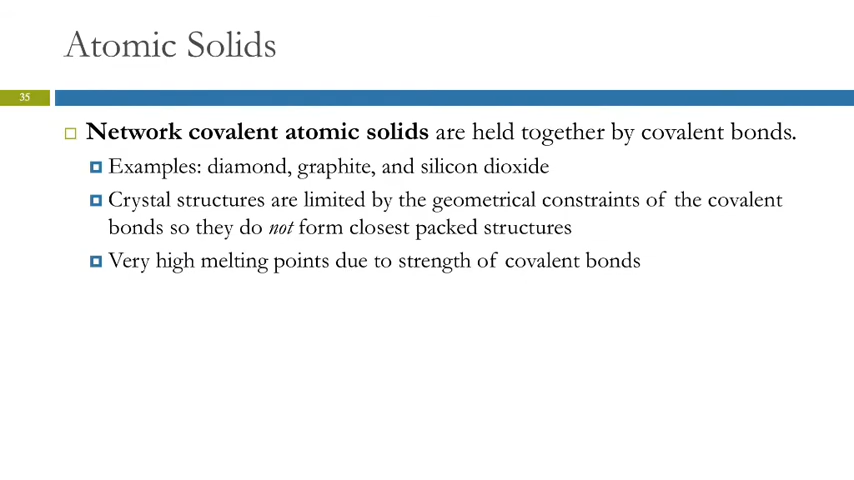 Atomic Solids
35
Network covalent atomic solids are held together by covalent bonds.
Examples: diamond, graphite, and silicon dioxide
Crystal structures are limited by the geometrical constraints of the covalent
bonds so they do not form closest packed structures
Very high melting points due to strength of covalent bonds